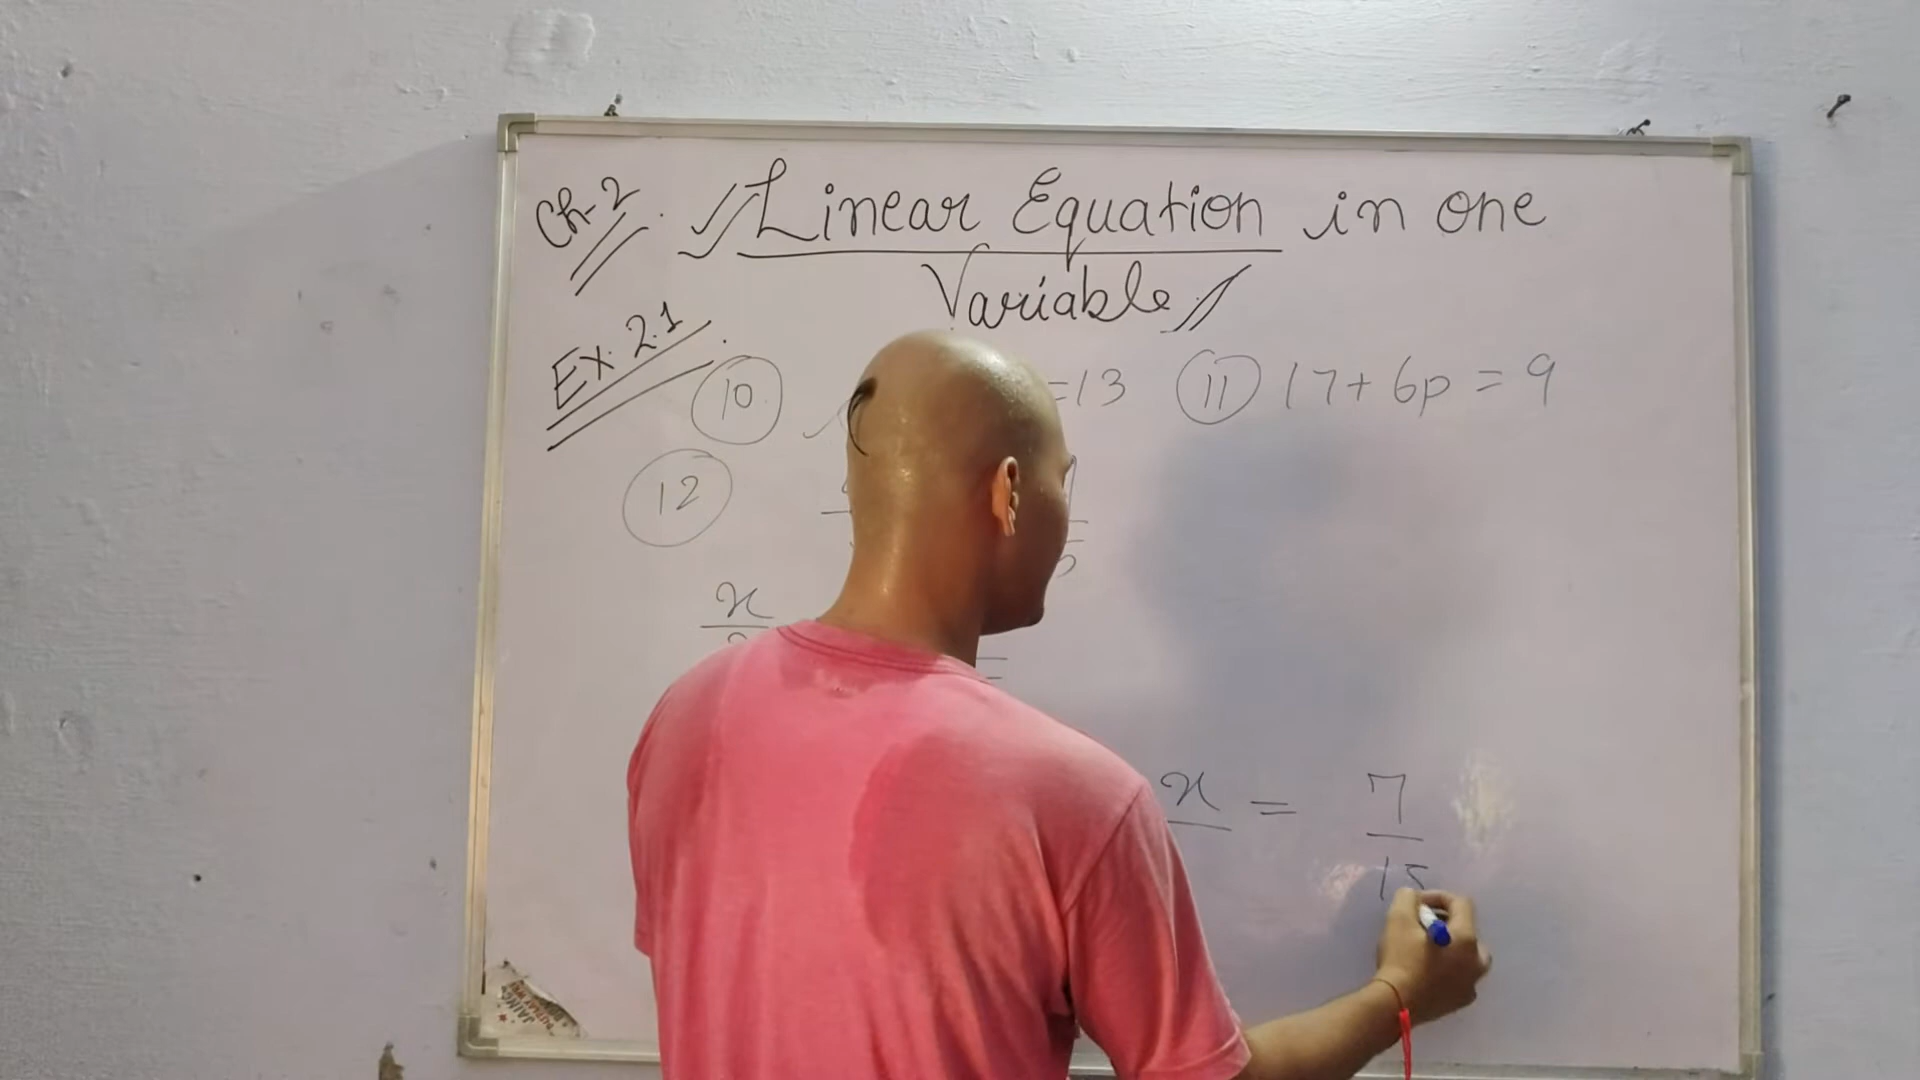 Ch-2 Linear Equation in one
Variable
Ex. 2.1
10 =13 11 17+6p=9
12
x
x = 7
15